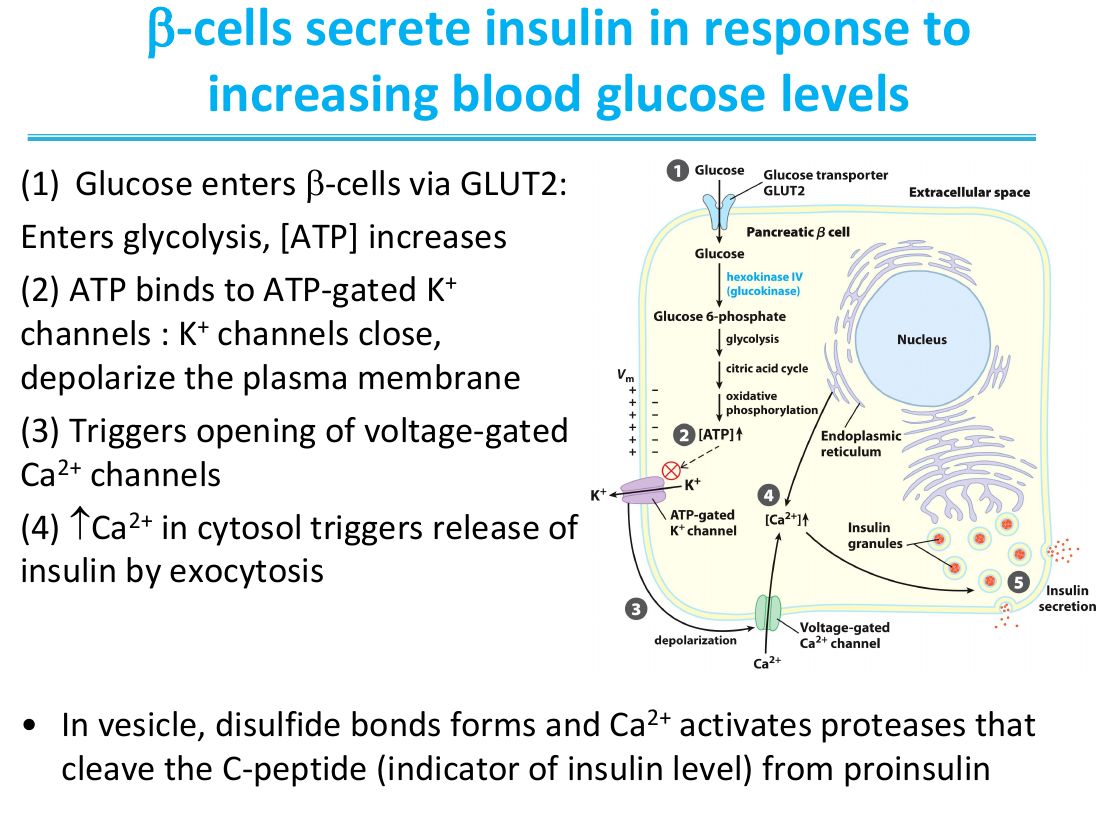 β-cells secrete insulin in response to
increasing blood glucose levels
(1) Glucose enters β-cells via GLUT2:
Enters glycolysis, [ATP] increases
(2) ATP binds to ATP-gated K⁺
channels : K⁺ channels close,
depolarize the plasma membrane
(3) Triggers opening of voltage-gated
Ca²⁺ channels
(4) ↑Ca²⁺ in cytosol triggers release of
insulin by exocytosis
1 Glucose
Glucose transporter
GLUT2
Extracellular space
Pancreatic β cell
Glucose
hexokinase IV
(glucokinase)
Glucose 6-phosphate
glycolysis
citric acid cycle
oxidative
phosphorylation
Nucleus
Vm
+ −
+ −
+ −
+ −
+ −
+ −
2 [ATP]↑
Endoplasmic
reticulum
K⁺
K⁺
ATP-gated
K⁺ channel
4
[Ca²⁺]↑
Insulin
granules
5
Insulin
secretion
3
depolarization
Voltage-gated
Ca²⁺ channel
Ca²⁺
• In vesicle, disulfide bonds forms and Ca²⁺ activates proteases that
cleave the C-peptide (indicator of insulin level) from proinsulin